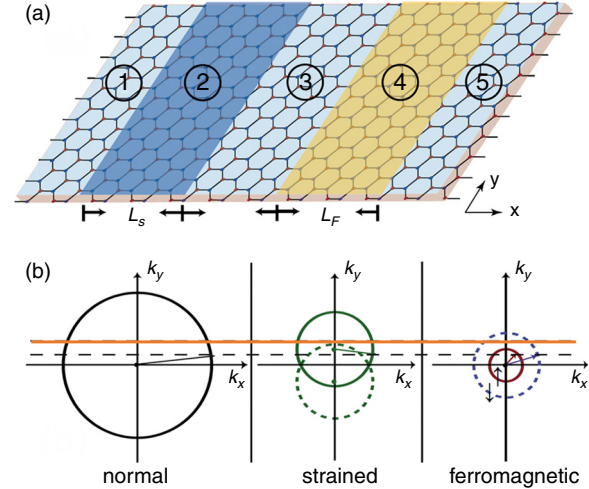 (a)
1 2 3 4 5
y
x
L_s L_F
(b)
k_y k_y k_y
k_x k_x k_x
↑
↓
normal strained ferromagnetic